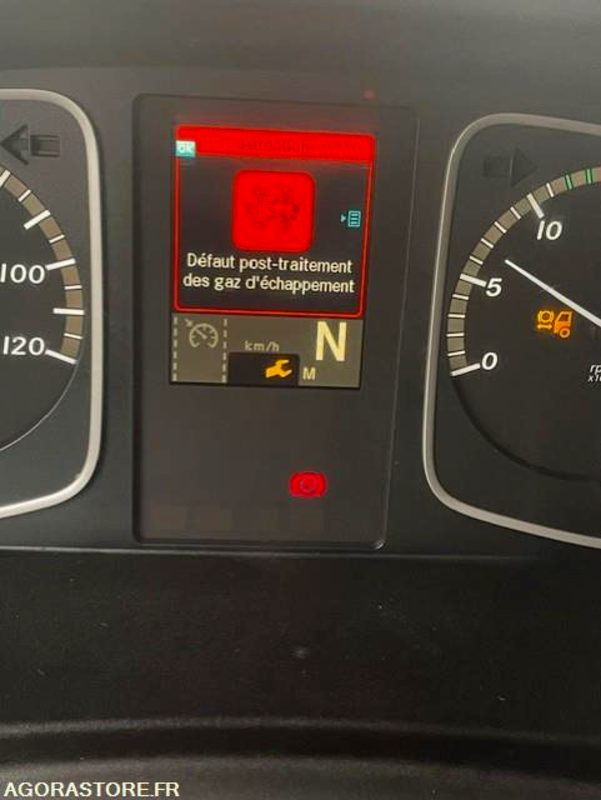 OK
Défaut post-traitement
des gaz d'échappement
km/h
N
M
100
120
10
5
0
AGORASTORE.FR